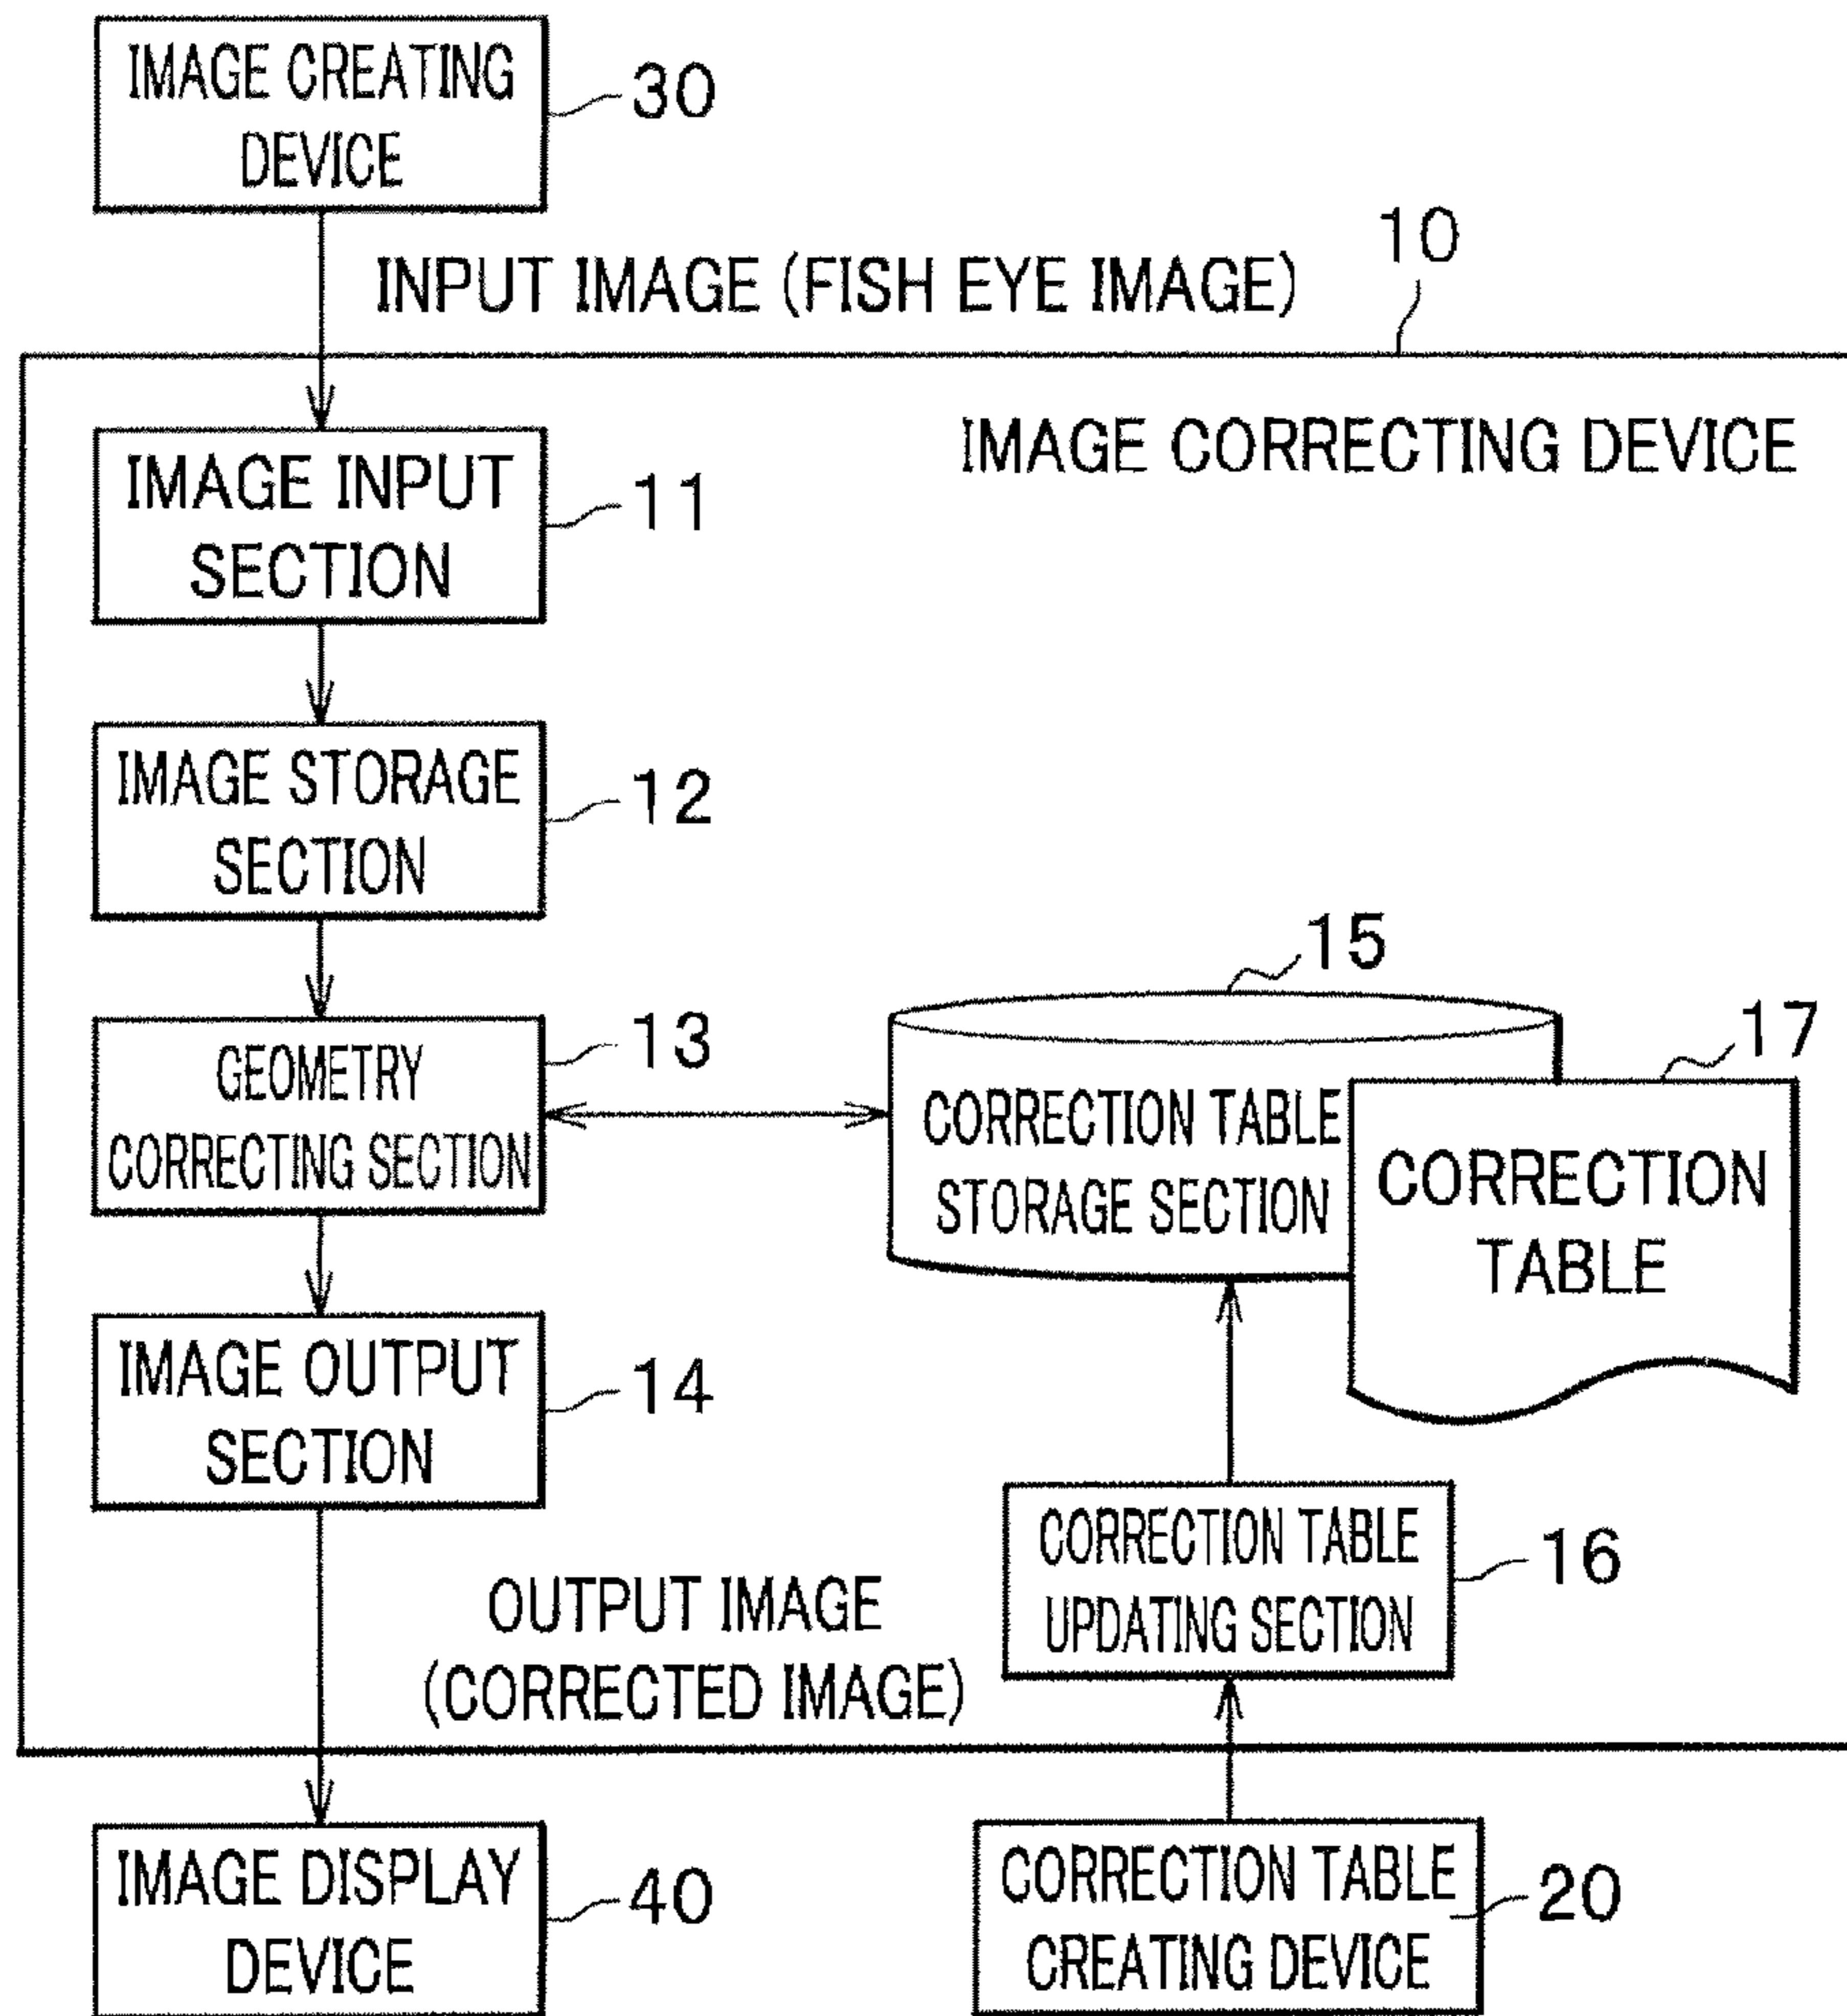 IMAGE CREATING
DEVICE
30
INPUT IMAGE (FISH EYE IMAGE)
10
IMAGE CORRECTING DEVICE
IMAGE INPUT
SECTION
11
IMAGE STORAGE
SECTION
12
GEOMETRY
CORRECTING SECTION
13
15
CORRECTION TABLE
STORAGE SECTION
17
CORRECTION
TABLE
IMAGE OUTPUT
SECTION
14
CORRECTION TABLE
UPDATING SECTION
16
OUTPUT IMAGE
(CORRECTED IMAGE)
IMAGE DISPLAY
DEVICE
40
CORRECTION TABLE
CREATING DEVICE
20